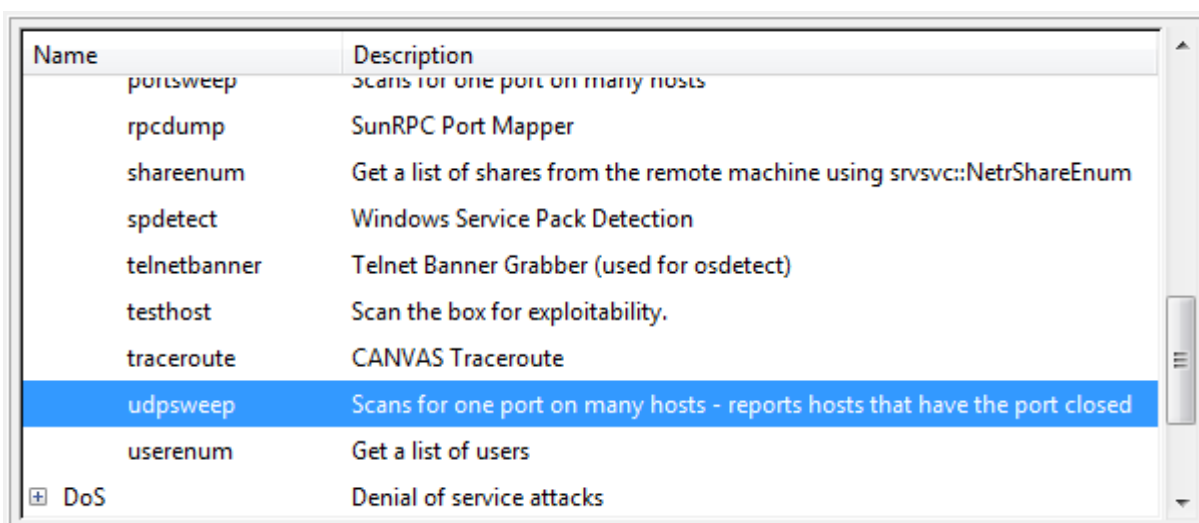 Name Description
portsweep Scans for one port on many hosts
rpcdump SunRPC Port Mapper
shareenum Get a list of shares from the remote machine using srvsvc::NetrShareEnum
spdetect Windows Service Pack Detection
telnetbanner Telnet Banner Grabber (used for osdetect)
testhost Scan the box for exploitability.
traceroute CANVAS Traceroute
udpsweep Scans for one port on many hosts - reports hosts that have the port closed
userenum Get a list of users
DoS Denial of service attacks